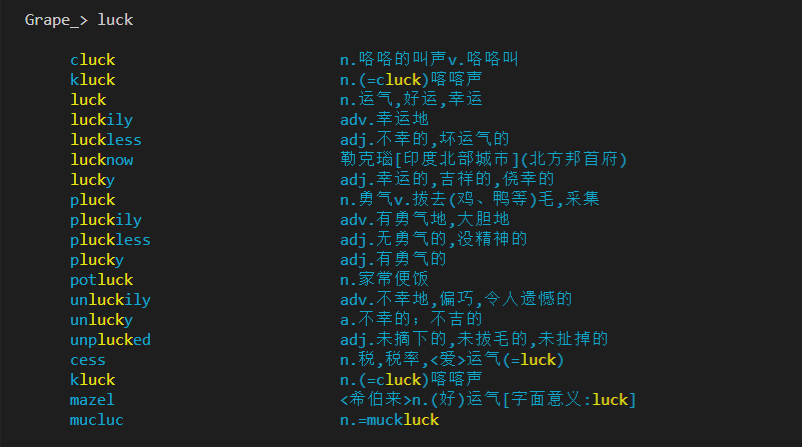 Grape_> luck
cluck n.咯咯的叫声v.咯咯叫
kluck n.(=cluck)喀喀声
luck n.运气,好运,幸运
luckily adv.幸运地
luckless adj.不幸的,坏运气的
lucknow 勒克瑙[印度北部城市](北方邦首府)
lucky adj.幸运的,吉祥的,侥幸的
pluck n.勇气v.拔去(鸡、鸭等)毛,采集
pluckily adv.有勇气地,大胆地
pluckless adj.无勇气的,没精神的
plucky adj.有勇气的
potluck n.家常便饭
unluckily adv.不幸地,偏巧,令人遗憾的
unlucky a.不幸的；不吉的
unplucked adj.未摘下的,未拔毛的,未扯掉的
cess n.税,税率,<爱>运气(=luck)
kluck n.(=cluck)喀喀声
mazel <希伯来>n.(好)运气[字面意义:luck]
mucluc n.=muckluck